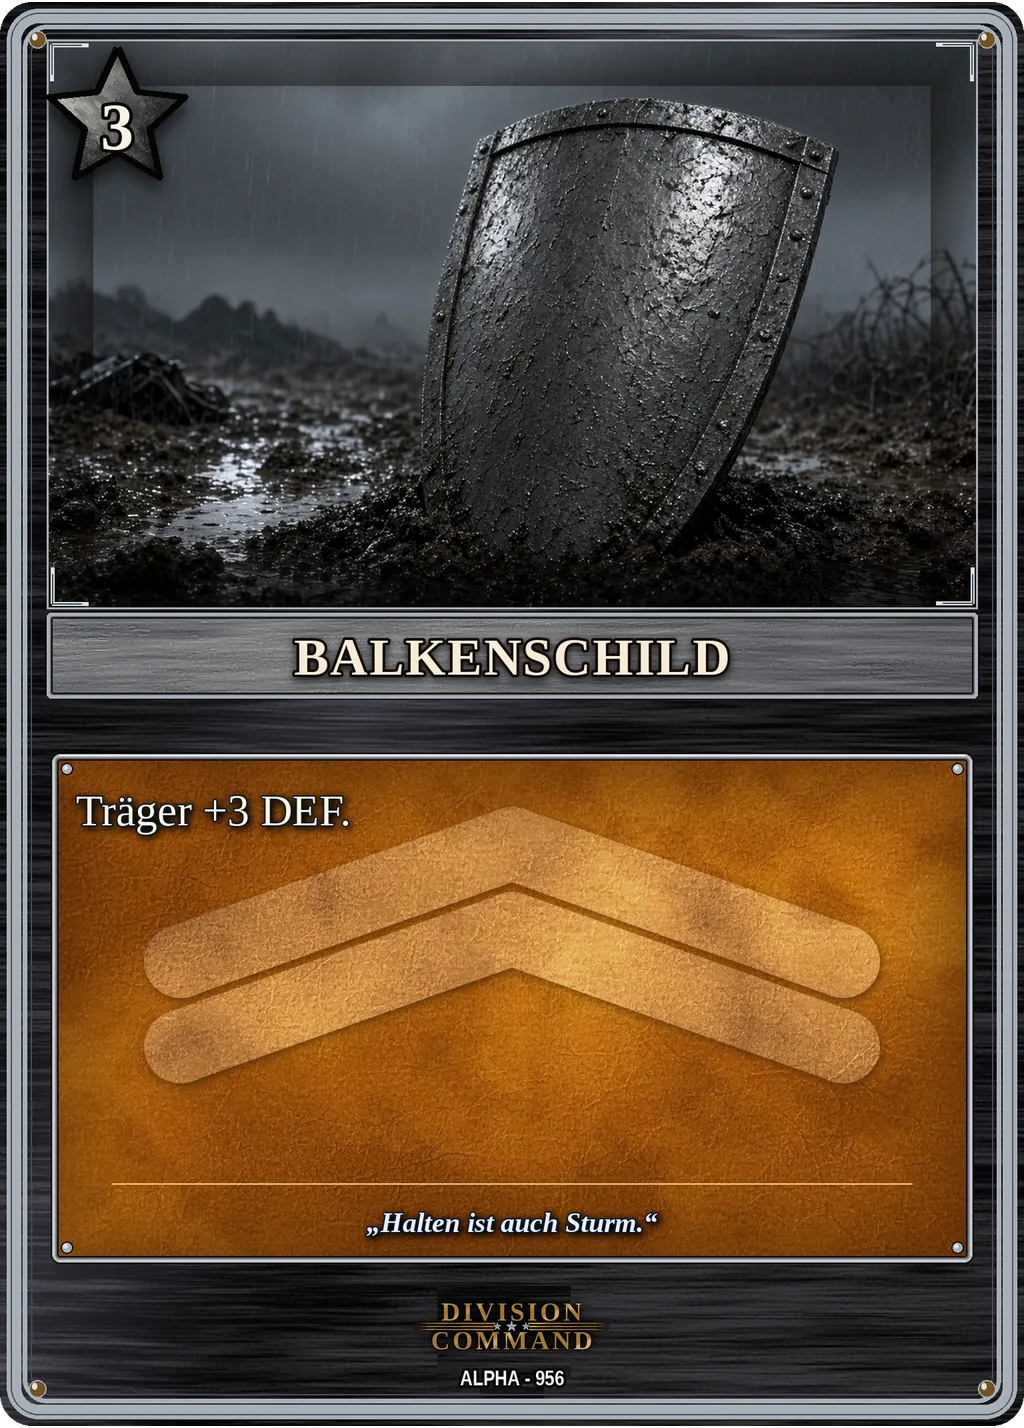 3
BALKENSCHILD
Träger +3 DEF.
„Halten ist auch Sturm.“
DIVISION
COMMAND
ALPHA - 956